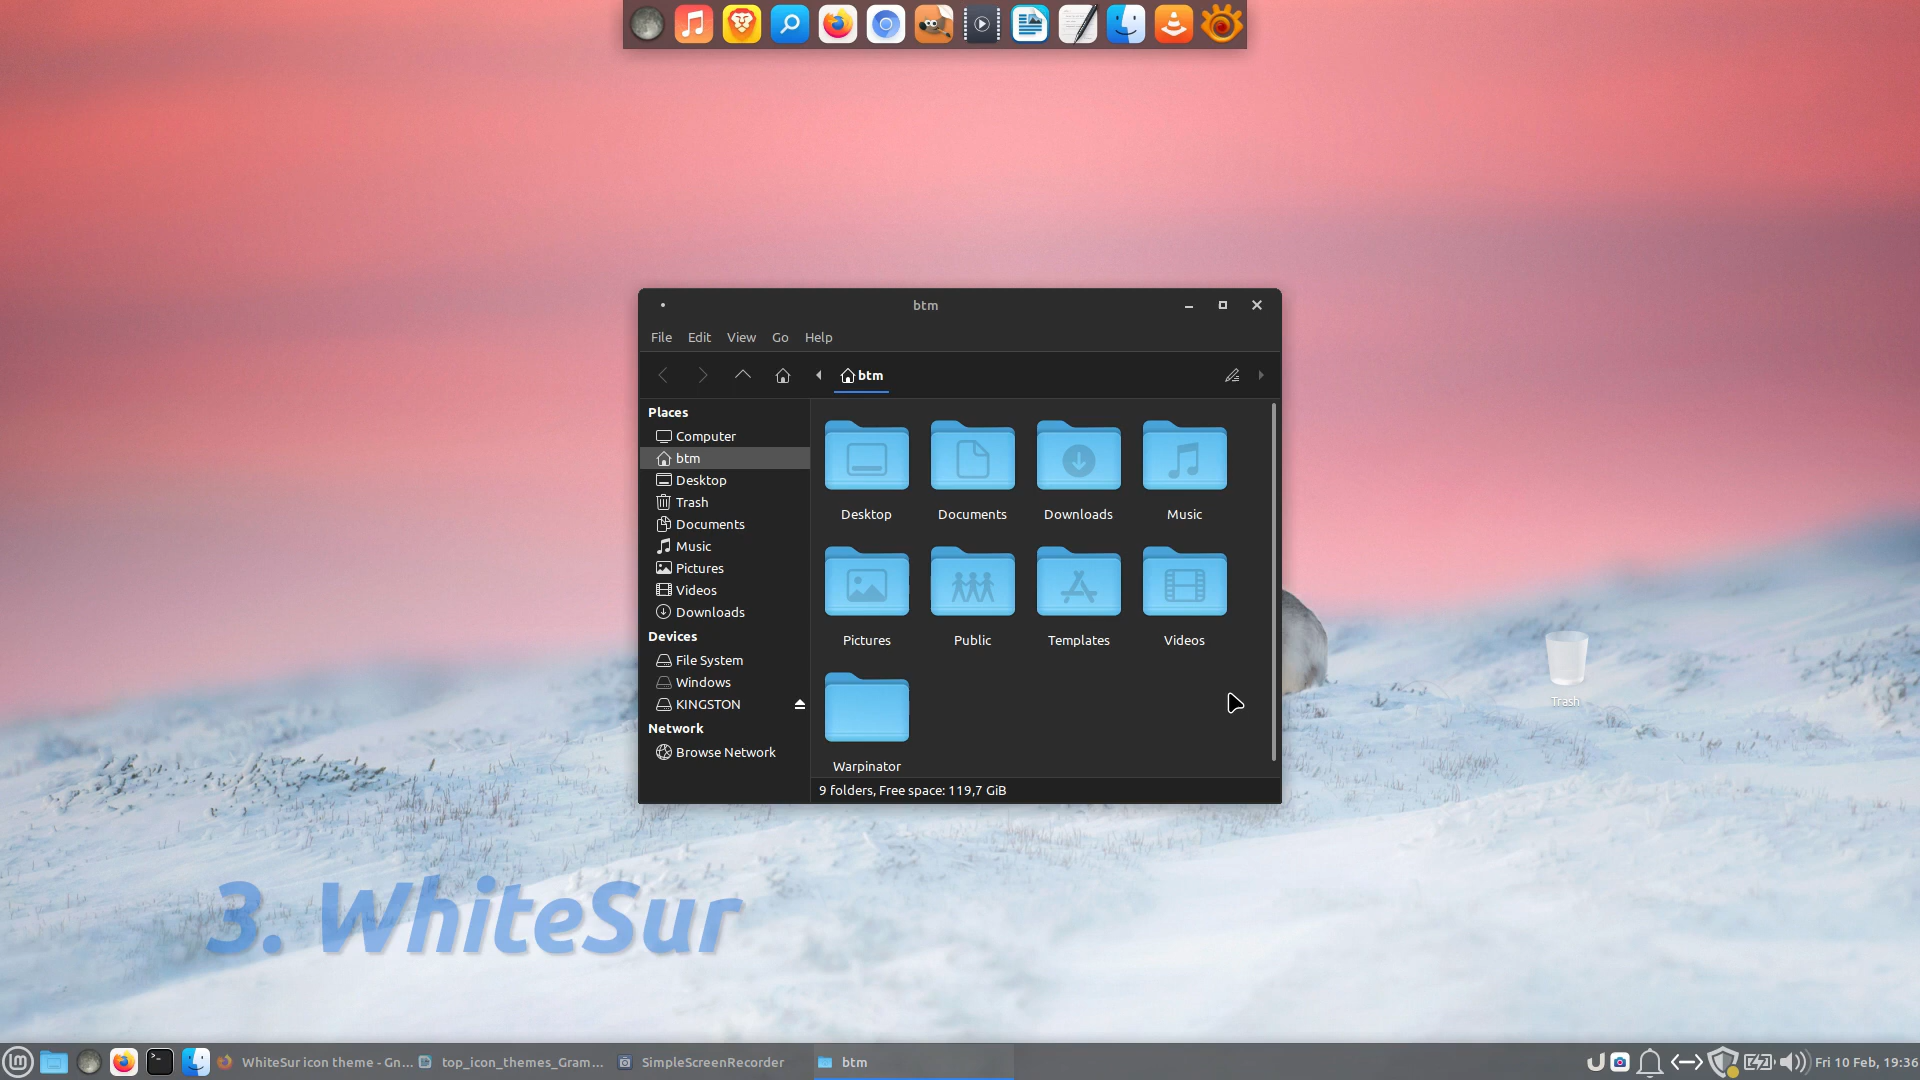 btm
File Edit View Go Help
btm
Places
Computer
btm
Desktop
Trash
Documents
Music
Pictures
Videos
Downloads
Devices
File System
Windows
KINGSTON
Network
Browse Network
Desktop Documents Downloads Music
Pictures Public Templates Videos
Warpinator
9 folders, Free space: 119,7 GiB
Trash
3. WhiteSur
WhiteSur icon theme - Gn... top_icon_themes_Gram... SimpleScreenRecorder btm Fri 10 Feb, 19:36